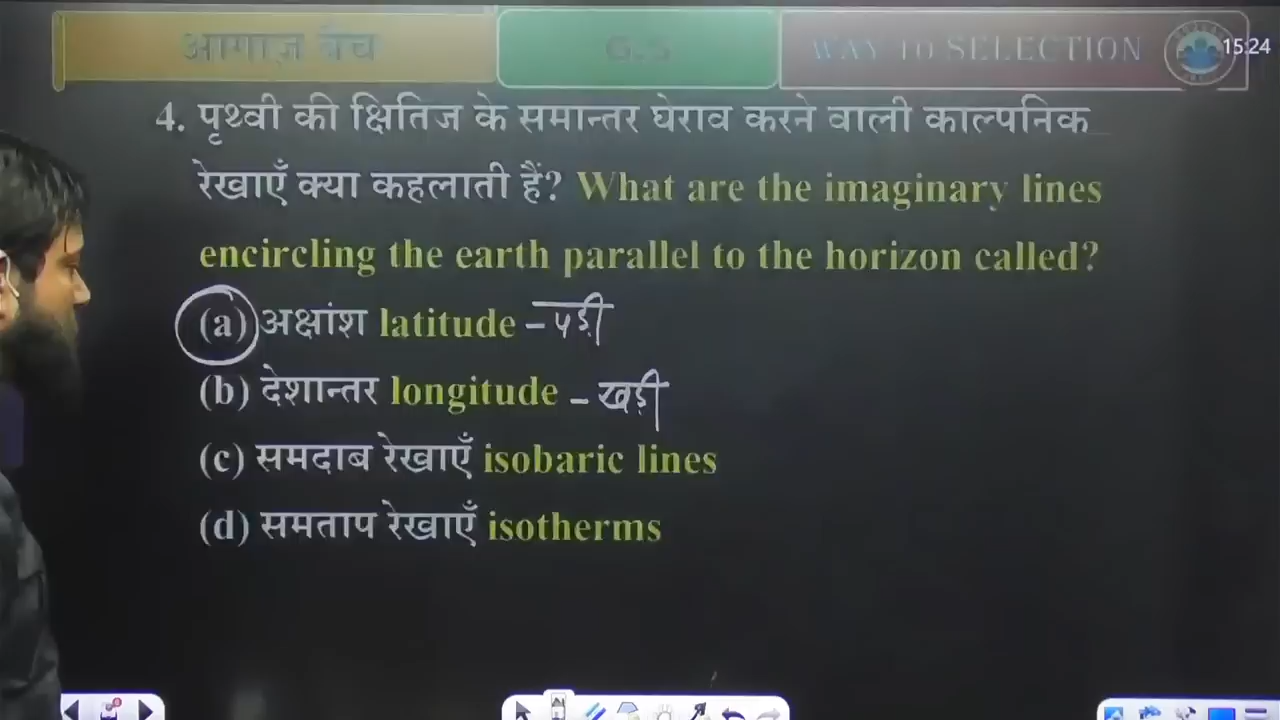 आगाज़ बैच G.S WAY TO SELECTION 15:24
4. पृथ्वी की क्षितिज के समान्तर घेराव करने वाली काल्पनिक
रेखाएँ क्या कहलाती हैं? What are the imaginary lines
encircling the earth parallel to the horizon called?
(a) अक्षांश latitude – पड़ी
(b) देशान्तर longitude – खड़ी
(c) समदाब रेखाएँ isobaric lines
(d) समताप रेखाएँ isotherms